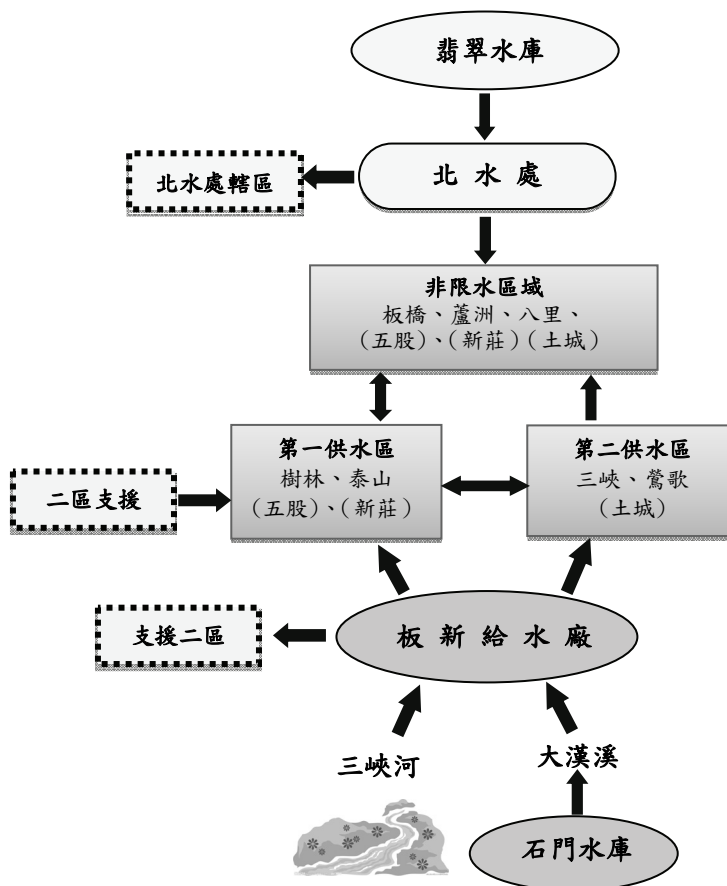 翡翠水庫
北水處
北水處轄區
非限水區域
板橋、蘆洲、八里、
(五股)、(新莊)(土城)
第一供水區
樹林、泰山
(五股)、(新莊)
第二供水區
三峽、鶯歌
(土城)
二區支援
支援二區
板新給水廠
三峽河
大漢溪
石門水庫